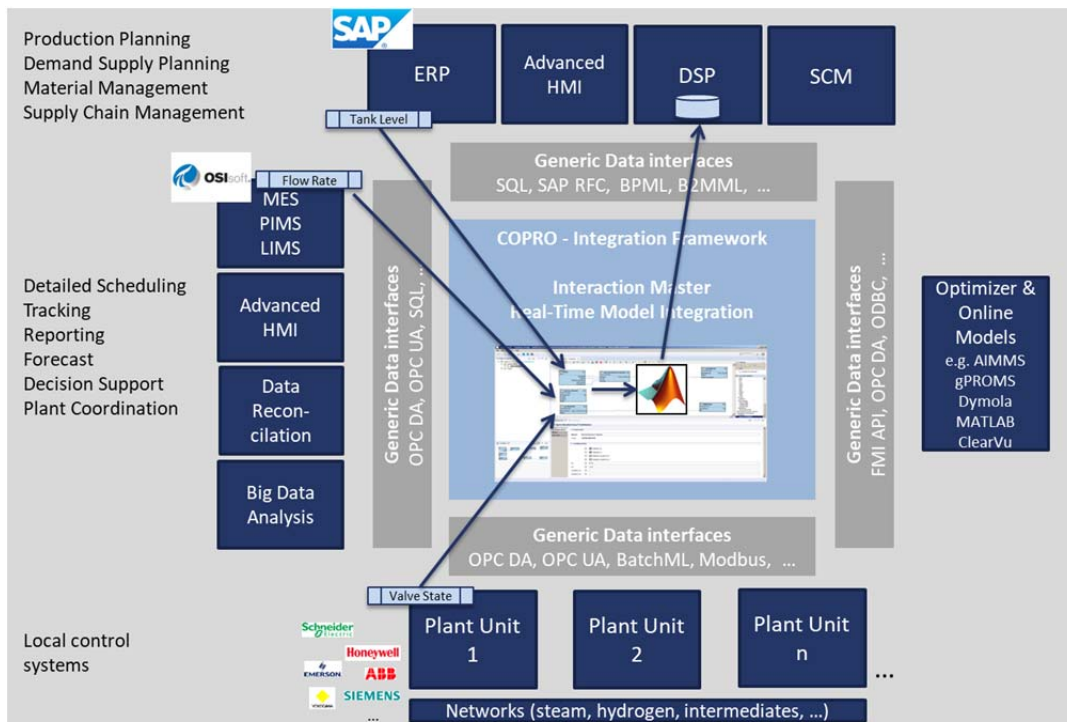 Production Planning
Demand Supply Planning
Material Management
Supply Chain Management
SAP
ERP
Advanced
HMI
DSP
SCM
Tank Level
Generic Data interfaces
SQL, SAP RFC, BPML, B2MML, ...
OSIsoft.
Flow Rate
MES
PIMS
LIMS
Detailed Scheduling
Tracking
Reporting
Forecast
Decision Support
Plant Coordination
Advanced
HMI
Data
Recon-
cilation
Big Data
Analysis
Generic Data interfaces
OPC DA, OPC UA, SQL, ...
COPRO - Integration Framework
Interaction Master
Real-Time Model Integration
Generic Data interfaces
FMI API, OPC DA, ODBC, ...
Optimizer &
Online
Models
e.g. AIMMS
gPROMS
Dymola
MATLAB
ClearVu
Generic Data interfaces
OPC DA, OPC UA, BatchML, Modbus, ...
Valve State
Local control
systems
Schneider
Electric
Honeywell
EMERSON
ABB
SIEMENS
...
Plant Unit
1
Plant Unit
2
Plant Unit
n
...
Networks (steam, hydrogen, intermediates, ...)